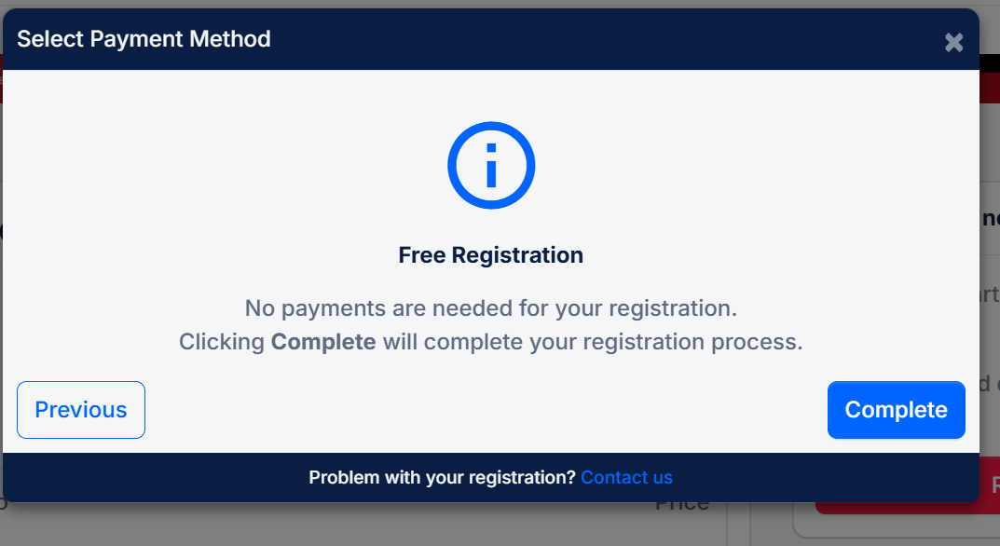 Select Payment Method
Free Registration
No payments are needed for your registration.
Clicking Complete will complete your registration process.
Previous
Complete
Problem with your registration? Contact us
Price